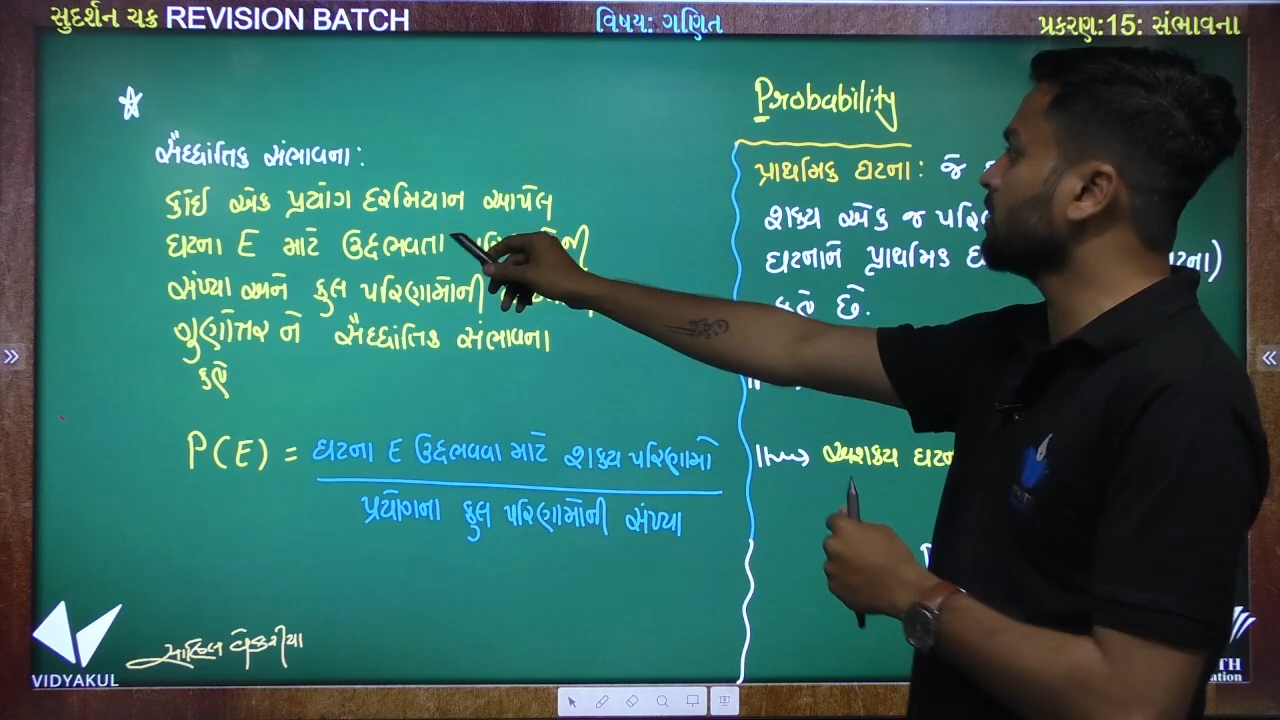 સુદર્શન ચક્ર REVISION BATCH
વિષય: ગણિત
પ્રકરણ:15: સંભાવના
સૈદ્ધાંતિક સંભાવના:
કોઈ એક પ્રયોગ દરમિયાન આપેલ
ઘટના E માટે ઉદ્દભવતા
સંખ્યા અને કુલ પરિણામોની
ગુણોતર ને સૈદ્ધાંતિક સંભાવના
કહે
P(E) = ઘટના E ઉદ્દભવવા માટે શક્ય પરિણામો
પ્રયોગના કુલ પરિણામોની સંખ્યા
Probability
પ્રાથમિક ઘટના: જે
શક્ય એક જ
ઘટનાને પ્રાથમિક
કહે છે.
અશક્ય
VIDYAKUL